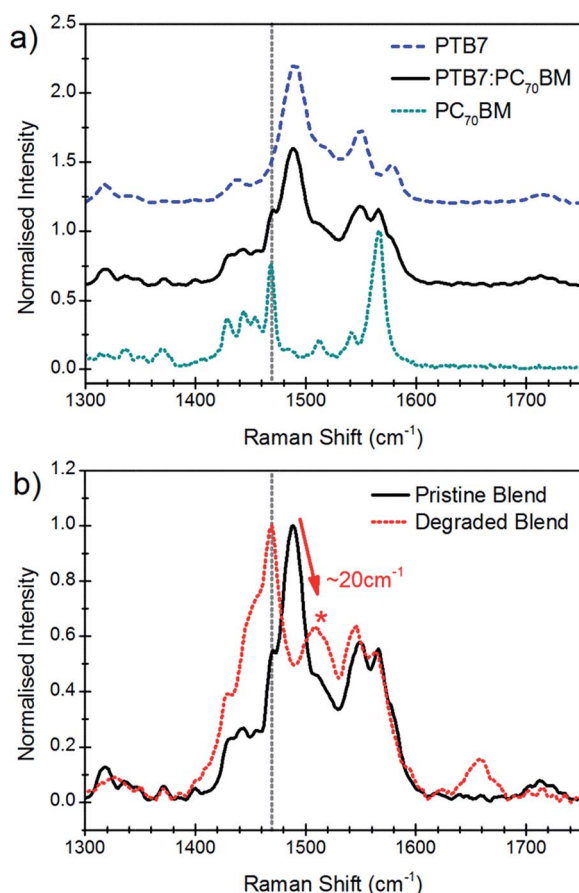 a)
2.5
2.0
1.5
1.0
0.5
0.0
Normalised Intensity
PTB7
PTB7:PC₇₀BM
PC₇₀BM
1300 1400 1500 1600 1700
Raman Shift (cm⁻¹)
b)
1.2
1.0
0.8
0.6
0.4
0.2
0.0
Normalised Intensity
Pristine Blend
Degraded Blend
~20cm⁻¹
*
1300 1400 1500 1600 1700
Raman Shift (cm⁻¹)